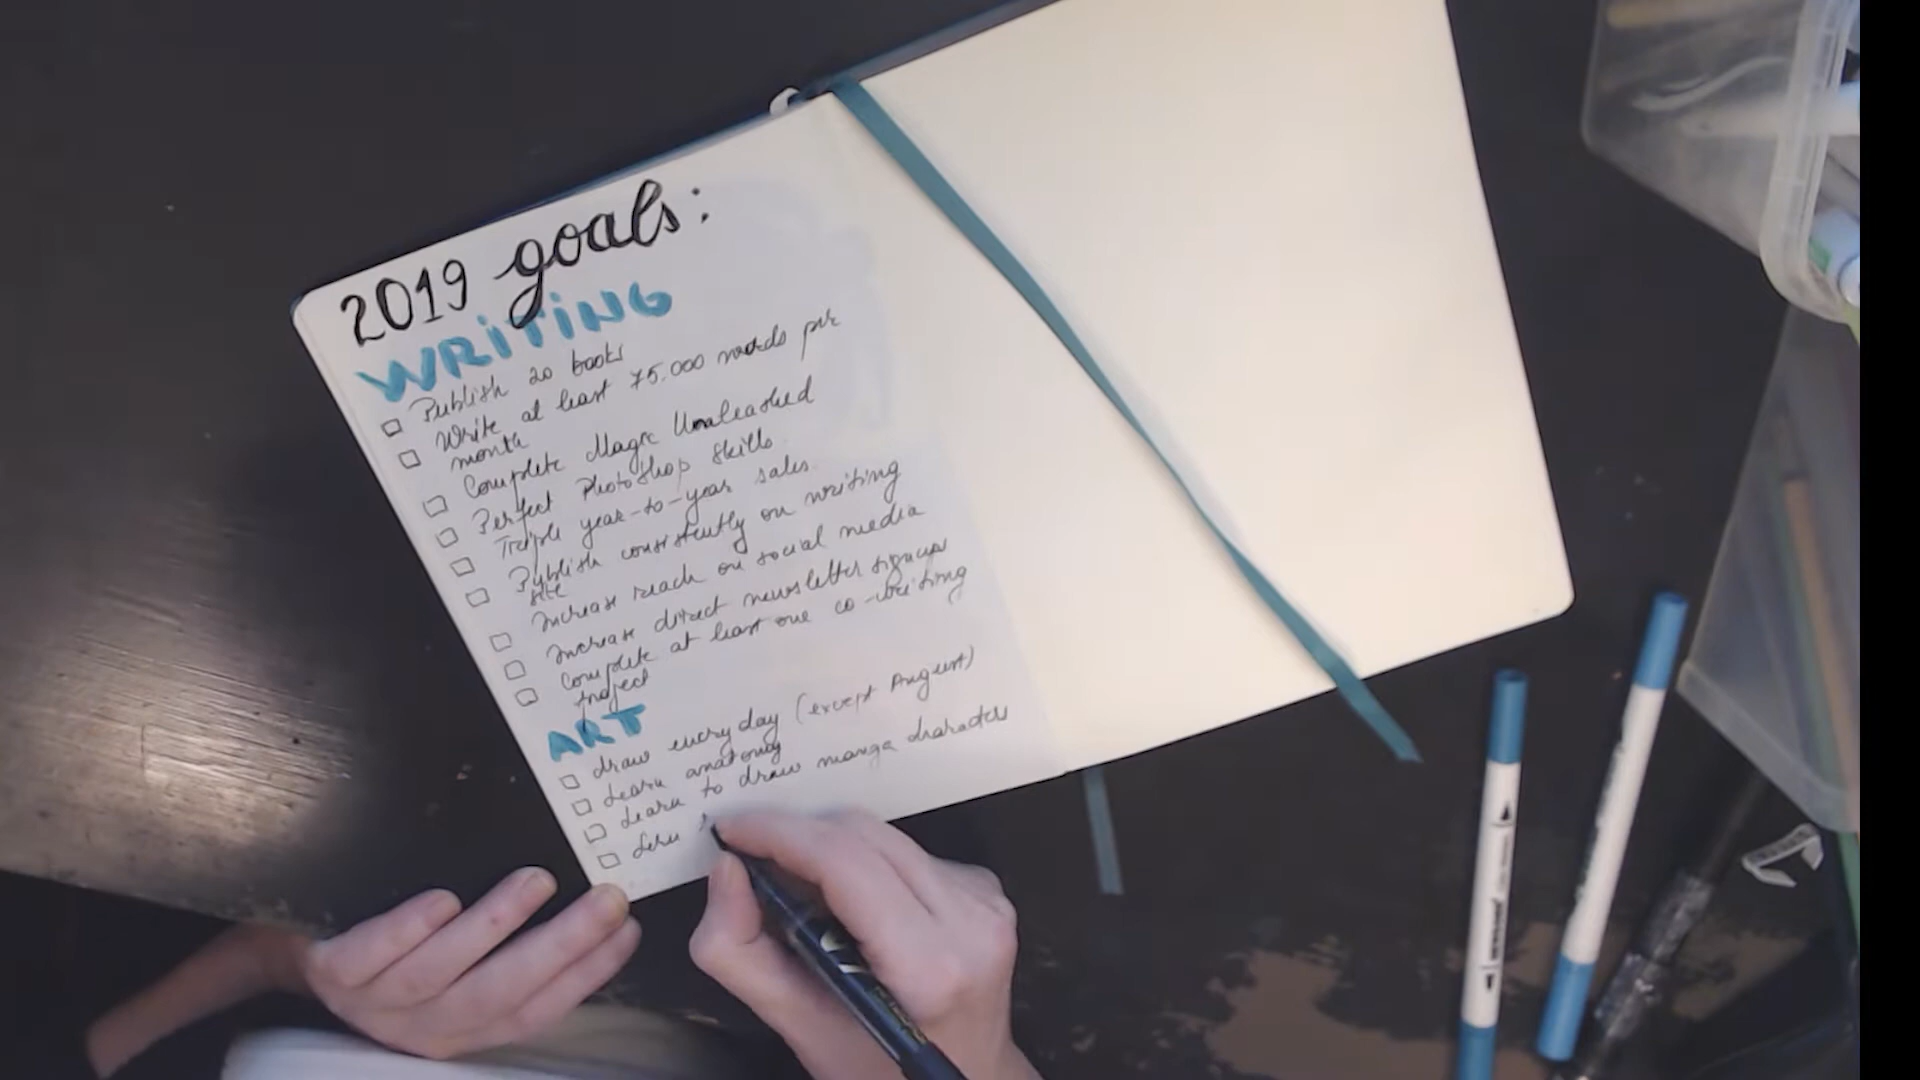 2019 goals:
WRITING
Publish 20 books
Write at least 75.000 words per
month
Complete Magic Unleashed
Perfect Photoshop skills
Triple year-to-year sales
Publish consistently on writing
site
Increase reach on social media
Increase direct newsletter signups
Complete at least one co-writing
project
ART
draw every day (except August)
Learn anatomy
Learn to draw manga characters